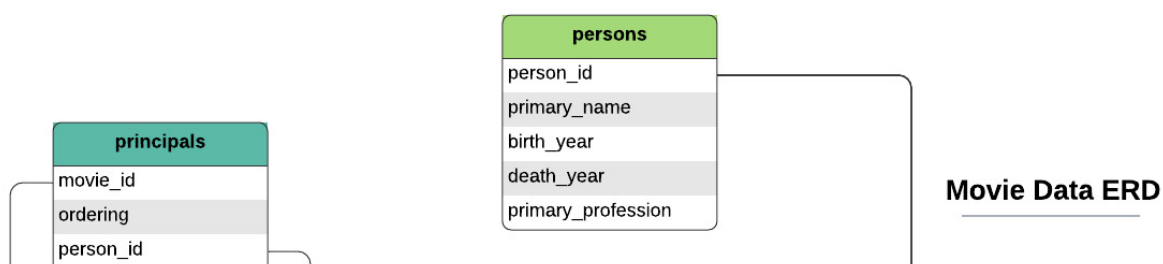 persons
person_id
primary_name
birth_year
death_year
primary_profession
principals
movie_id
ordering
person_id
Movie Data ERD